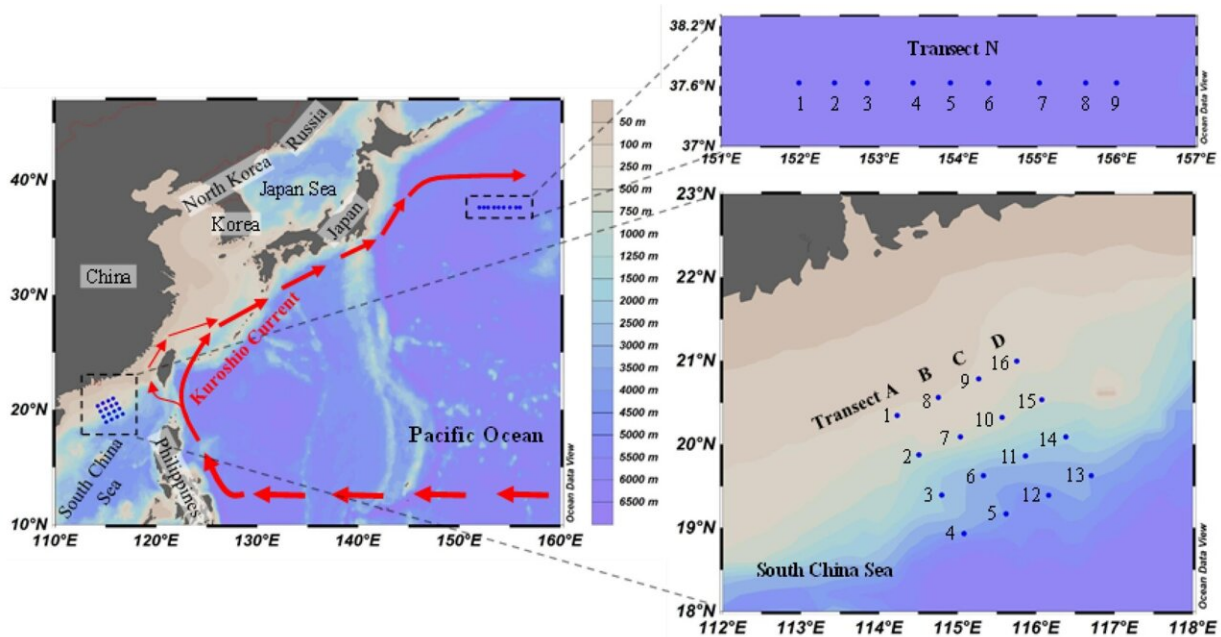 40°N
30°N
20°N
10°N
110°E
120°E
130°E
140°E
150°E
160°E
Russia
North Korea
Japan Sea
Korea
Japan
China
Kuroshio Current
Pacific Ocean
Philippines
South China
Sea
Ocean Data View
50 m
100 m
250 m
500 m
750 m
1000 m
1250 m
1500 m
2000 m
2500 m
3000 m
3500 m
4000 m
4500 m
5000 m
5500 m
6000 m
6500 m
38.2°N
37.6°N
37°N
Transect N
1 2 3 4 5 6 7 8 9
151°E 152°E 153°E 154°E 155°E 156°E 157°E
Ocean Data View
23°N
22°N
21°N
20°N
19°N
18°N
Transect A
B
C
D
16
9
8
15
1
10
7
14
2
11
6
13
3
12
5
4
South China Sea
112°E 113°E 114°E 115°E 116°E 117°E 118°E
Ocean Data View